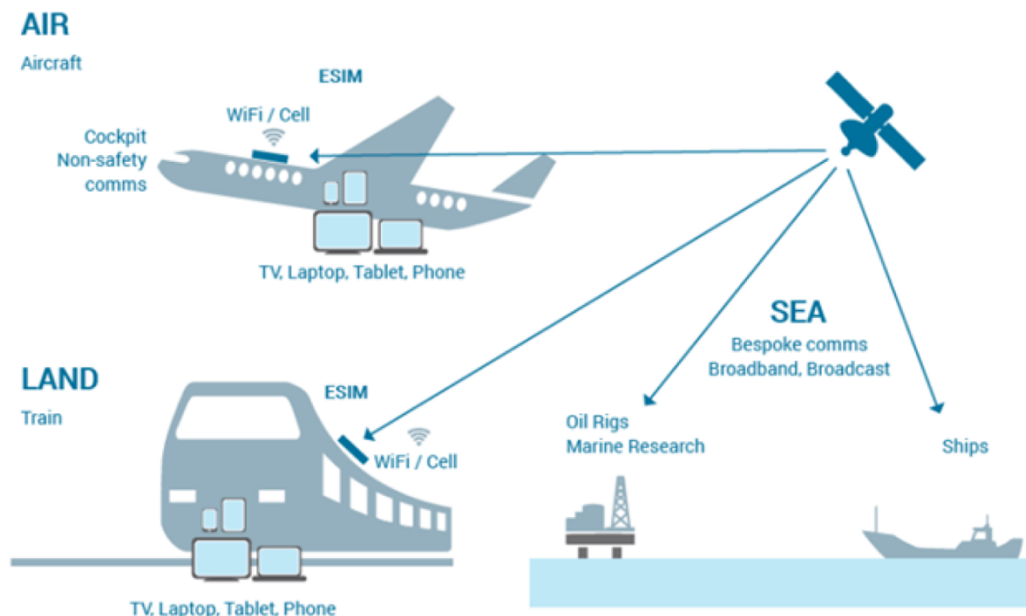 AIR
Aircraft
ESIM
WiFi / Cell
Cockpit
Non-safety
comms
TV, Laptop, Tablet, Phone
SEA
Bespoke comms
Broadband, Broadcast
LAND
Train
ESIM
WiFi / Cell
Oil Rigs
Marine Research
Ships
TV, Laptop, Tablet, Phone